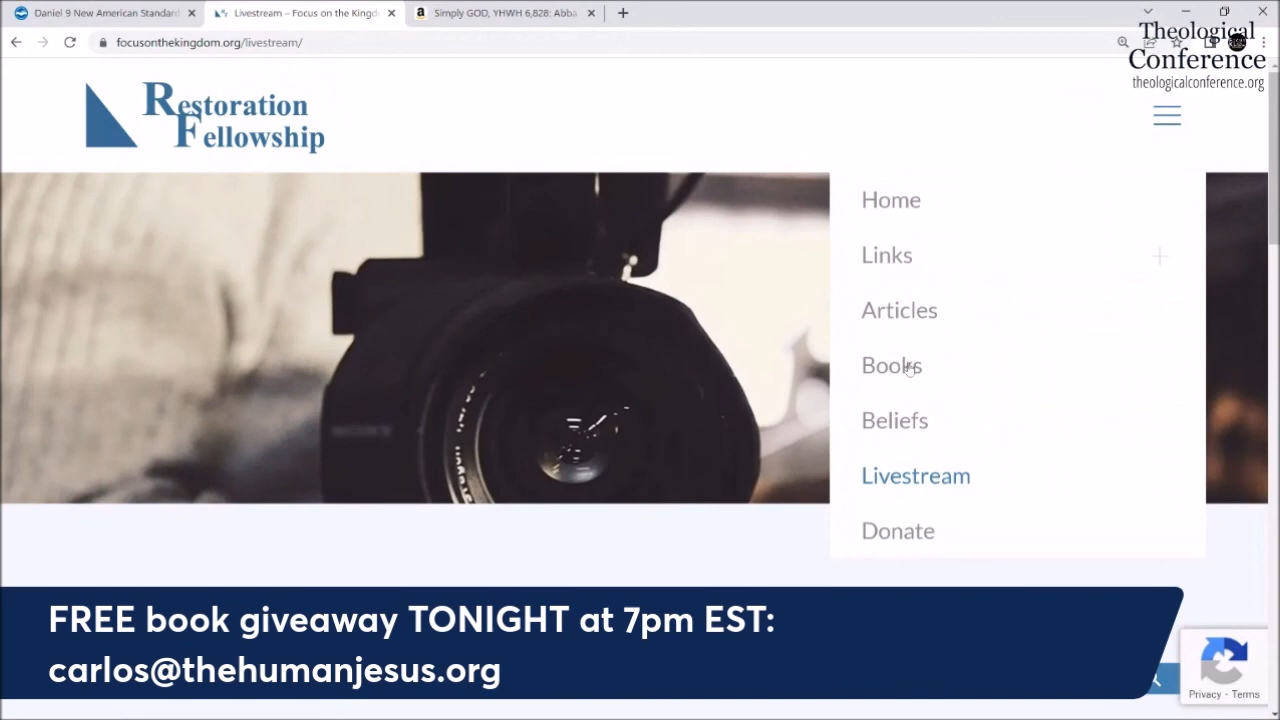 Daniel 9 New American Standard
Livestream – Focus on the Kingd
Simply GOD, YHWH 6,828: Abba
focusonthekingdom.org/livestream/
Theological
Conference
theologicalconference.org
Restoration
Fellowship
Home
Links
Articles
Books
Beliefs
Livestream
Donate
FREE book giveaway TONIGHT at 7pm EST:
carlos@thehumanjesus.org
Privacy - Terms